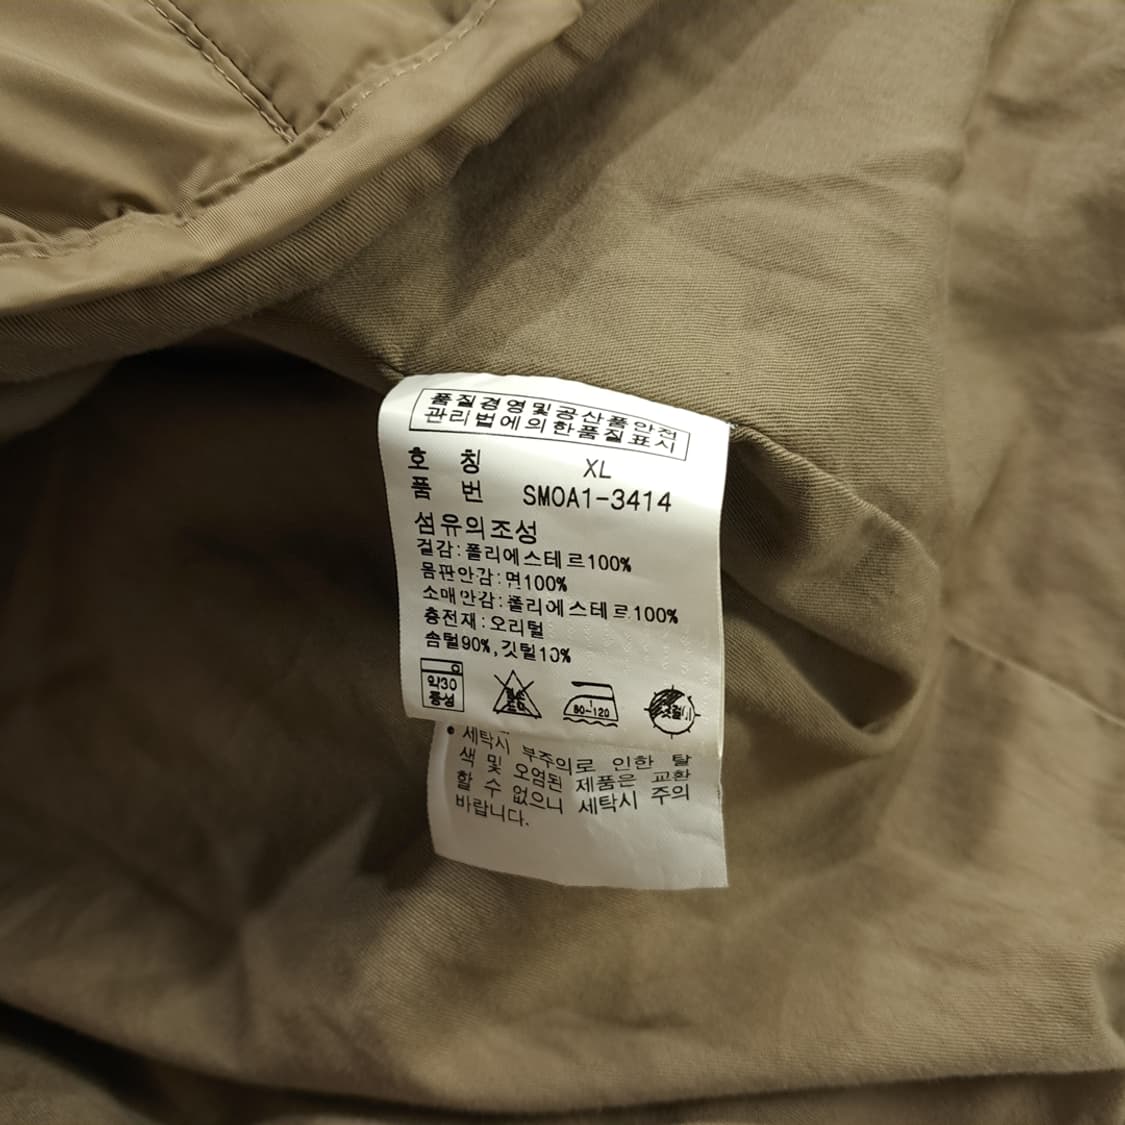 품질경영및공산품안전
관리법에의한품질표시
호 칭 XL
품 번 SMOA1-3414
섬유의조성
겉감:폴리에스테르100%
몸판안감:면100%
소매안감:폴리에스테르100%
충전재:오리털
솜털90%,깃털10%
약30
중성
80-120
• 세탁시 부주의로 인한 탈
색 및 오염된 제품은 교환
할 수 없으니 세탁시 주의
바랍니다.